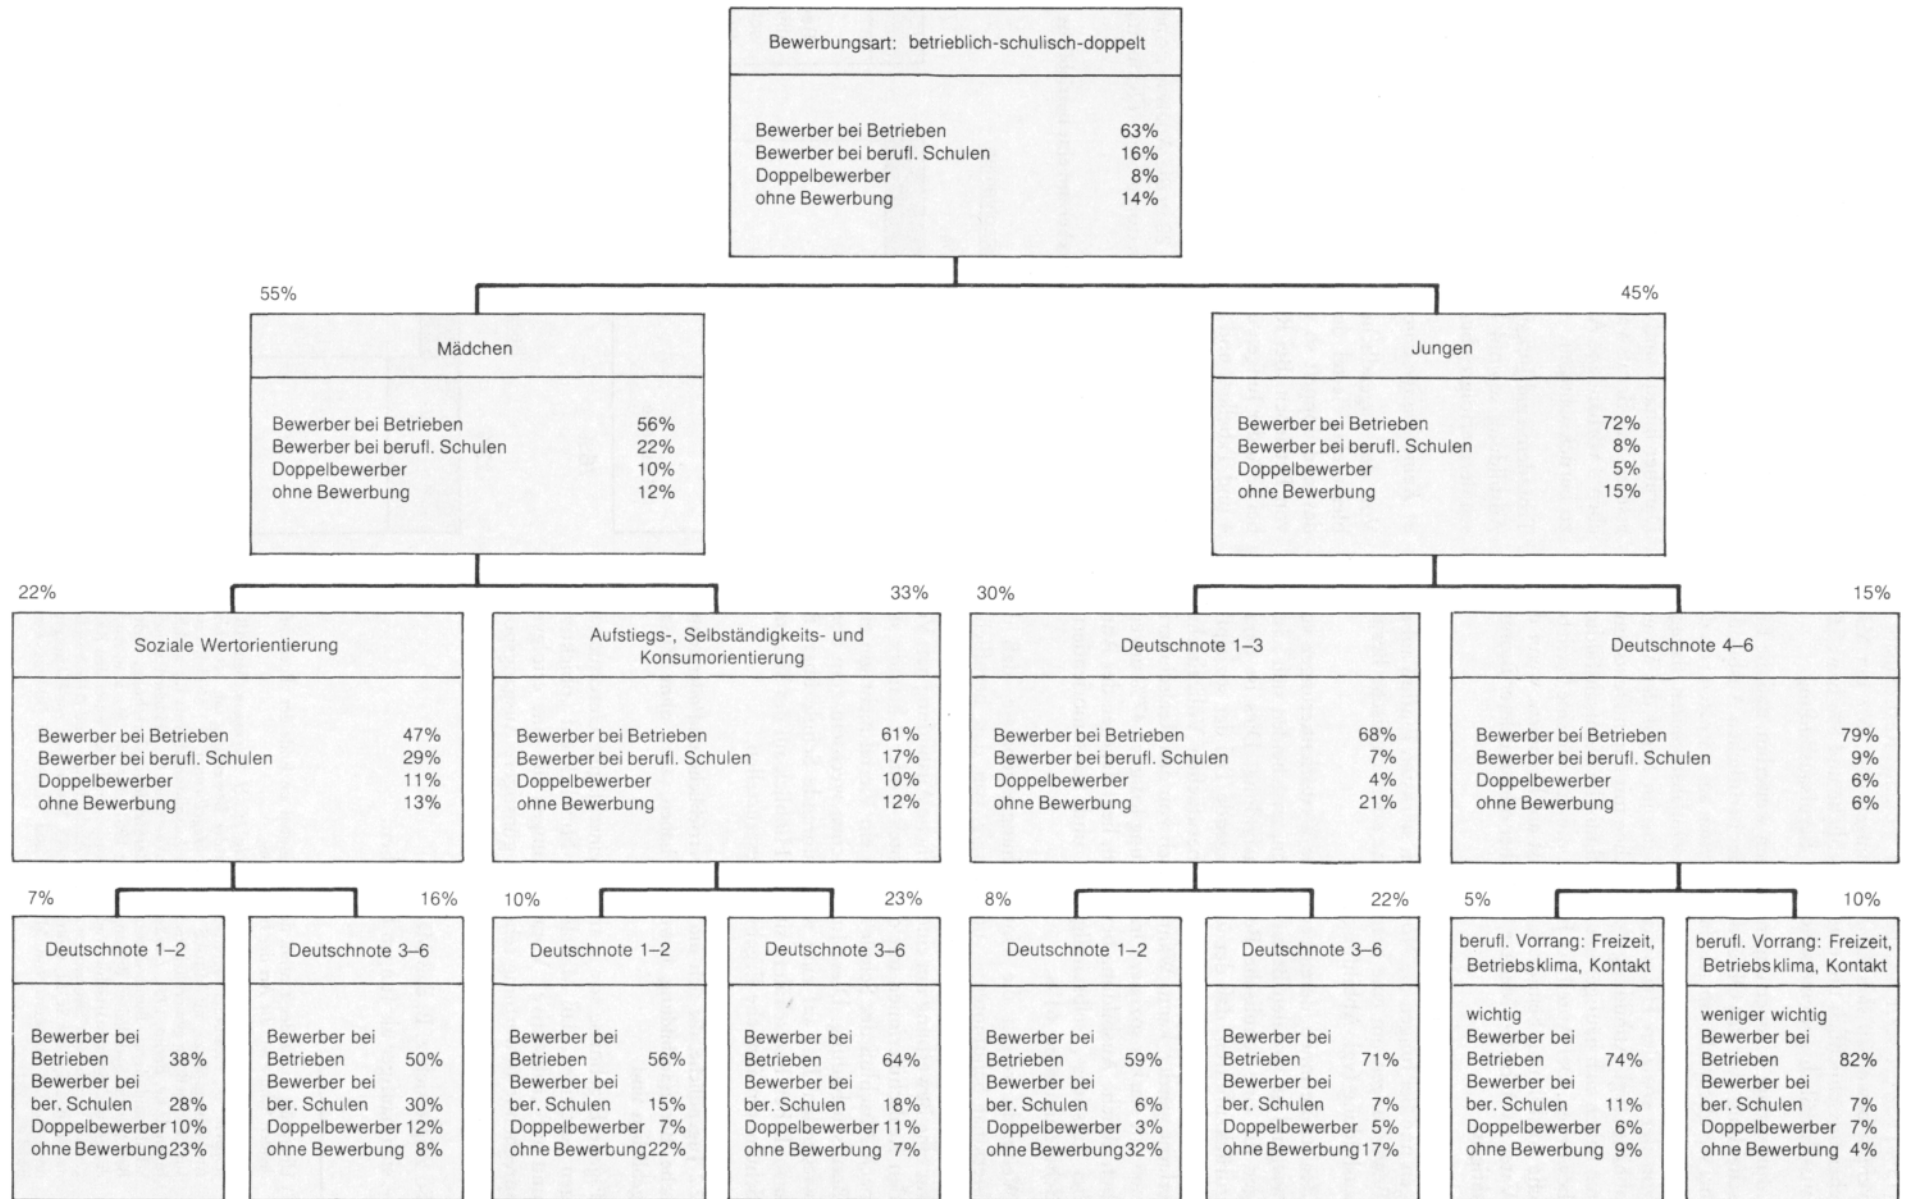 Bewerbungsart: betrieblich-schulisch-doppelt
Bewerber bei Betrieben 63%
Bewerber bei berufl. Schulen 16%
Doppelbewerber 8%
ohne Bewerbung 14%
55%
45%
Mädchen
Bewerber bei Betrieben 56%
Bewerber bei berufl. Schulen 22%
Doppelbewerber 10%
ohne Bewerbung 12%
Jungen
Bewerber bei Betrieben 72%
Bewerber bei berufl. Schulen 8%
Doppelbewerber 5%
ohne Bewerbung 15%
22%
33%
30%
15%
Soziale Wertorientierung
Bewerber bei Betrieben 47%
Bewerber bei berufl. Schulen 29%
Doppelbewerber 11%
ohne Bewerbung 13%
Aufstiegs-, Selbständigkeits- und
Konsumorientierung
Bewerber bei Betrieben 61%
Bewerber bei berufl. Schulen 17%
Doppelbewerber 10%
ohne Bewerbung 12%
Deutschnote 1–3
Bewerber bei Betrieben 68%
Bewerber bei berufl. Schulen 7%
Doppelbewerber 4%
ohne Bewerbung 21%
Deutschnote 4–6
Bewerber bei Betrieben 79%
Bewerber bei berufl. Schulen 9%
Doppelbewerber 6%
ohne Bewerbung 6%
7%
16%
10%
23%
8%
22%
5%
10%
Deutschnote 1–2
Bewerber bei
Betrieben 38%
Bewerber bei
ber. Schulen 28%
Doppelbewerber 10%
ohne Bewerbung 23%
Deutschnote 3–6
Bewerber bei
Betrieben 50%
Bewerber bei
ber. Schulen 30%
Doppelbewerber 12%
ohne Bewerbung 8%
Deutschnote 1–2
Bewerber bei
Betrieben 56%
Bewerber bei
ber. Schulen 15%
Doppelbewerber 7%
ohne Bewerbung 22%
Deutschnote 3–6
Bewerber bei
Betrieben 64%
Bewerber bei
ber. Schulen 18%
Doppelbewerber 11%
ohne Bewerbung 7%
Deutschnote 1–2
Bewerber bei
Betrieben 59%
Bewerber bei
ber. Schulen 6%
Doppelbewerber 3%
ohne Bewerbung 32%
Deutschnote 3–6
Bewerber bei
Betrieben 71%
Bewerber bei
ber. Schulen 7%
Doppelbewerber 5%
ohne Bewerbung 17%
berufl. Vorrang: Freizeit,
Betriebsklima, Kontakt
wichtig
Bewerber bei
Betrieben 74%
Bewerber bei
ber. Schulen 11%
Doppelbewerber 6%
ohne Bewerbung 9%
berufl. Vorrang: Freizeit,
Betriebsklima, Kontakt
weniger wichtig
Bewerber bei
Betrieben 82%
Bewerber bei
ber. Schulen 7%
Doppelbewerber 7%
ohne Bewerbung 4%